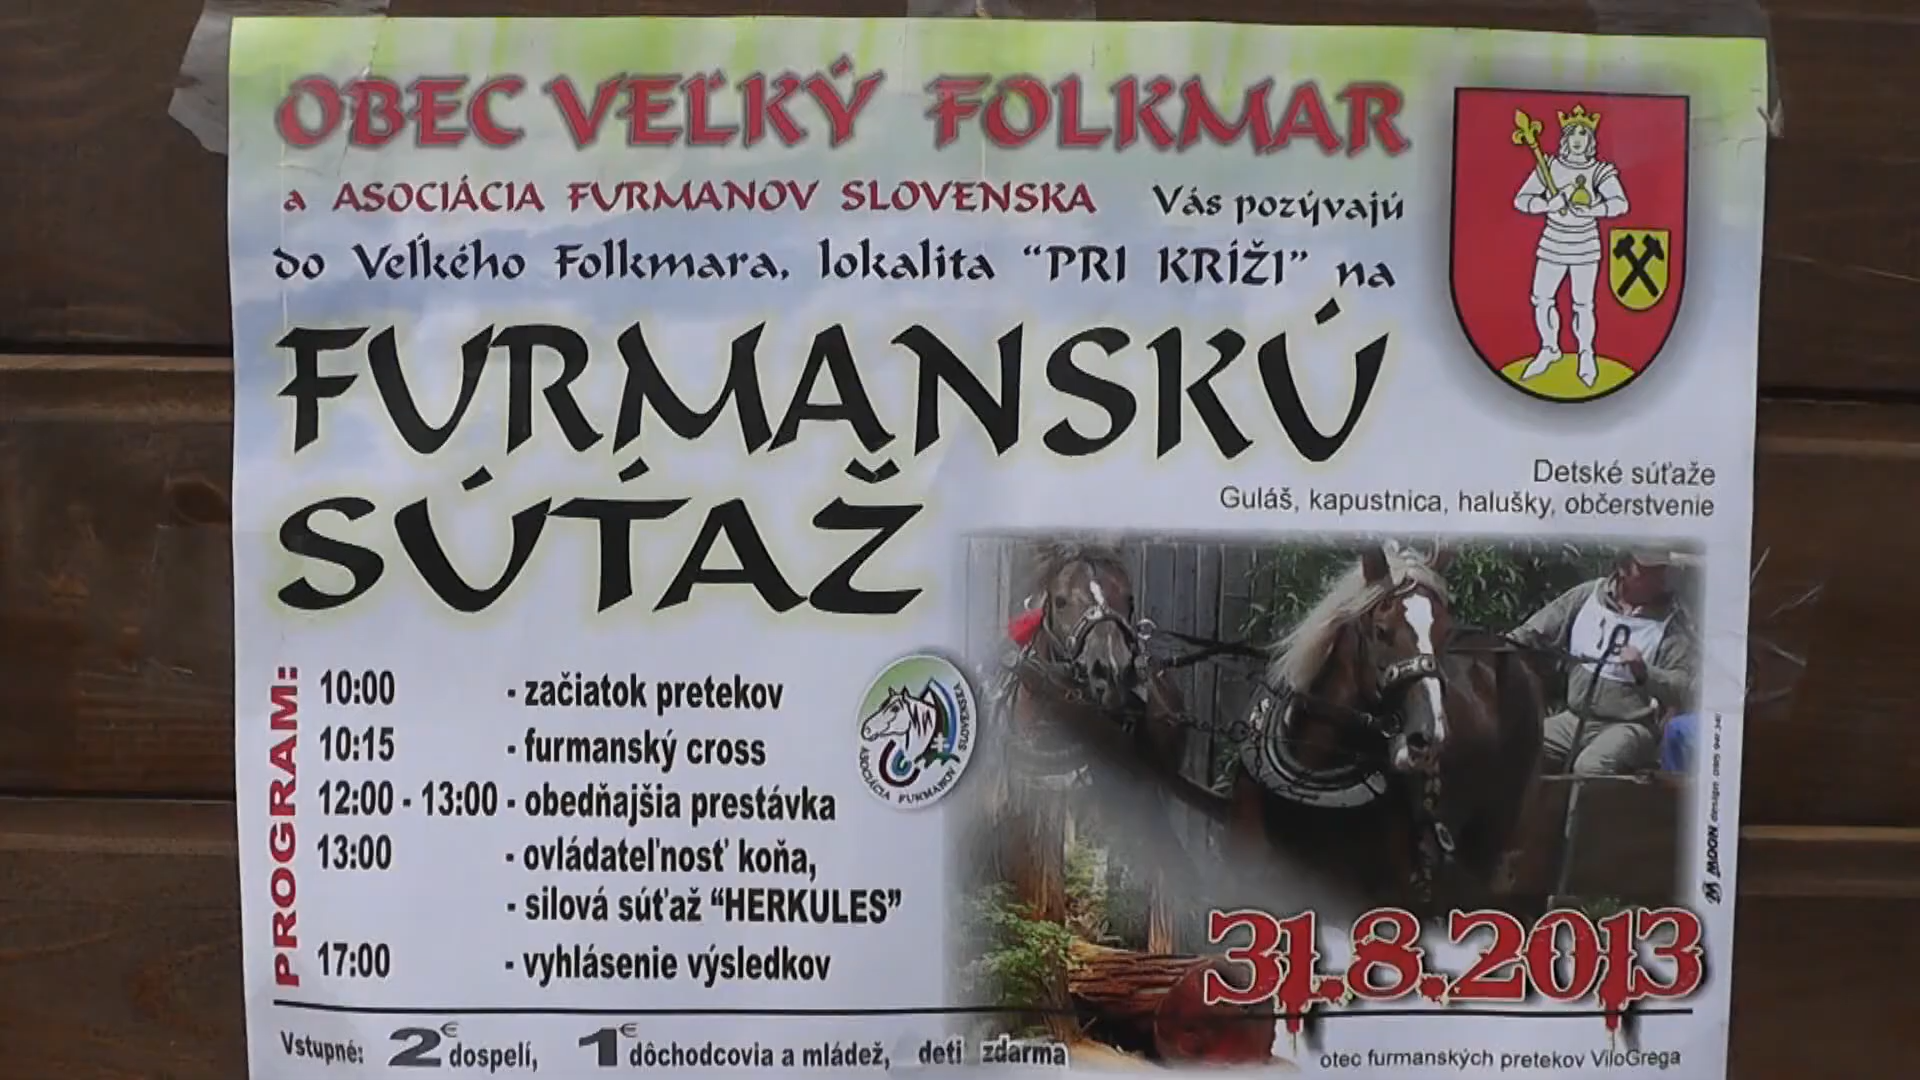 OBEC VEĽKÝ FOLKMAR
a ASOCIÁCIA FURMANOV SLOVENSKA Vás pozývajú
do Veľkého Folkmara, lokalita “PRI KRÍŽI” na
FURMANSKÚ
SÚŤAŽ
Detské súťaže
Guláš, kapustnica, halušky, občerstvenie
PROGRAM:
10:00 - začiatok pretekov
10:15 - furmanský cross
12:00 - 13:00 - obedňajšia prestávka
13:00 - ovládateľnosť koňa,
- silová súťaž “HERKULES”
17:00 - vyhlásenie výsledkov
ASOCIÁCIA FURMANOV SLOVENSKA
9
MOON design
31.8.2013
Vstupné: 2€ dospelí, 1€ dôchodcovia a mládež, deti zdarma
otec furmanských pretekov ViloGrega